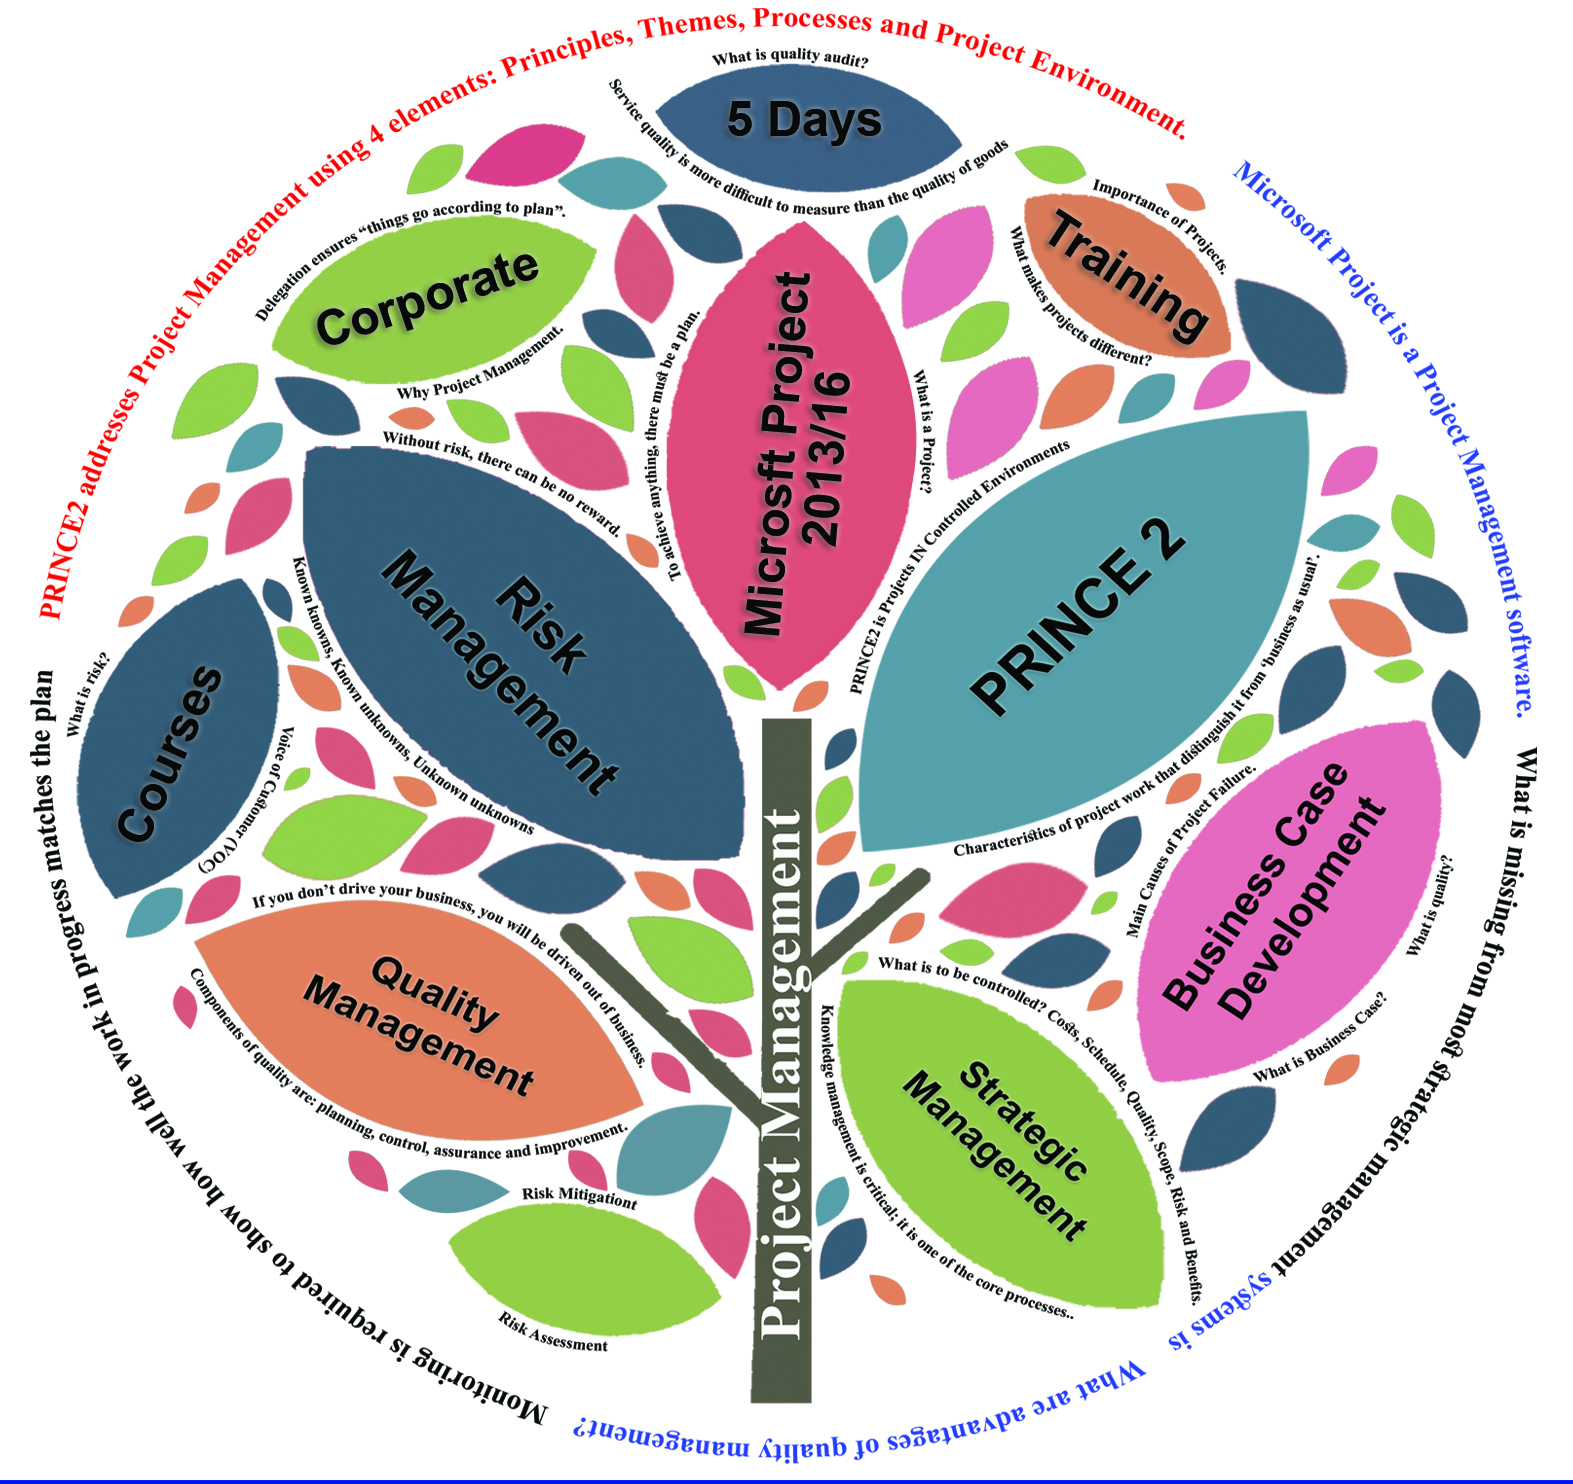 PRINCE2 addresses Project Management using 4 elements: Principles, Themes, Processes and Project Environment.
Microsoft Project is a Project Management software.
What is quality audit?
5 Days
Service quality is more difficult to measure than the quality of goods
Delegation ensures “things go according to plan”.
Corporate
Why Project Management.
Importance of Projects.
Training
What makes projects different?
To achieve anything, there must be a plan.
Microsft Project
2013/16
What is a Project?
Without risk, there can be no reward.
Risk
Management
Known knowns, Known unknowns, Unknown unknowns
PRINCE2 is Projects IN Controlled Environments
PRINCE 2
Characteristics of project work that distinguish it from ‘business as usual’.
What is risk?
Courses
Voice of Customer (VOC)
Main Causes of Project Failure.
Business Case
Development
What is quality?
What is Business Case?
If you don’t drive your business, you will be driven out of business.
Quality
Management
Components of quality are: planning, control, assurance and improvement.
What is to be controlled? Costs, Schedule, Quality, Scope, Risk and Benefits.
Strategic
Management
Knowledge management is critical; it is one of the core processes..
Risk Mitigationt
Risk Assessment
Project Management
What is missing from most strategic management systems is
What are advantages of quality management?
Monitoring is required to show how well the work in progress matches the plan